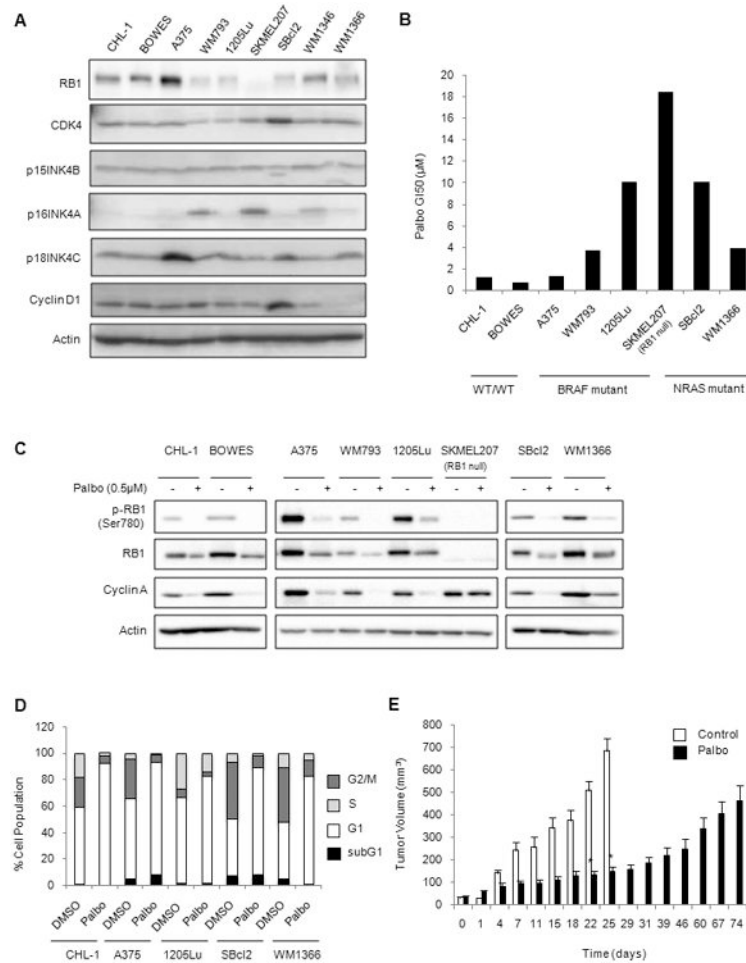 A
CHL-1
BOWES
A375
WM793
1205Lu
SKMEL207
SBcl2
WM1346
WM1366
RB1
CDK4
p15INK4B
p16INK4A
p18INK4C
Cyclin D1
Actin
B
Palbo GI50 (µM)
20
18
16
14
12
10
8
6
4
2
0
CHL-1
BOWES
A375
WM793
1205Lu
SKMEL207
(RB1 null)
SBcl2
WM1366
WT/WT BRAF mutant NRAS mutant
C
CHL-1 BOWES A375 WM793 1205Lu SKMEL207 SBcl2 WM1366
(RB1 null)
Palbo (0.5µM) - + - + - + - + - + - + - + - +
p-RB1
(Ser780)
RB1
Cyclin A
Actin
D
% Cell Population
120
100
80
60
40
20
0
G2/M
S
G1
subG1
DMSO Palbo DMSO Palbo DMSO Palbo DMSO Palbo DMSO Palbo
CHL-1 A375 1205Lu SBcl2 WM1366
E
Tumor Volume (mm³)
800
700
600
500
400
300
200
100
0
Control
Palbo
* *
0 1 4 7 11 15 18 22 25 29 31 39 46 60 67 74
Time (days)